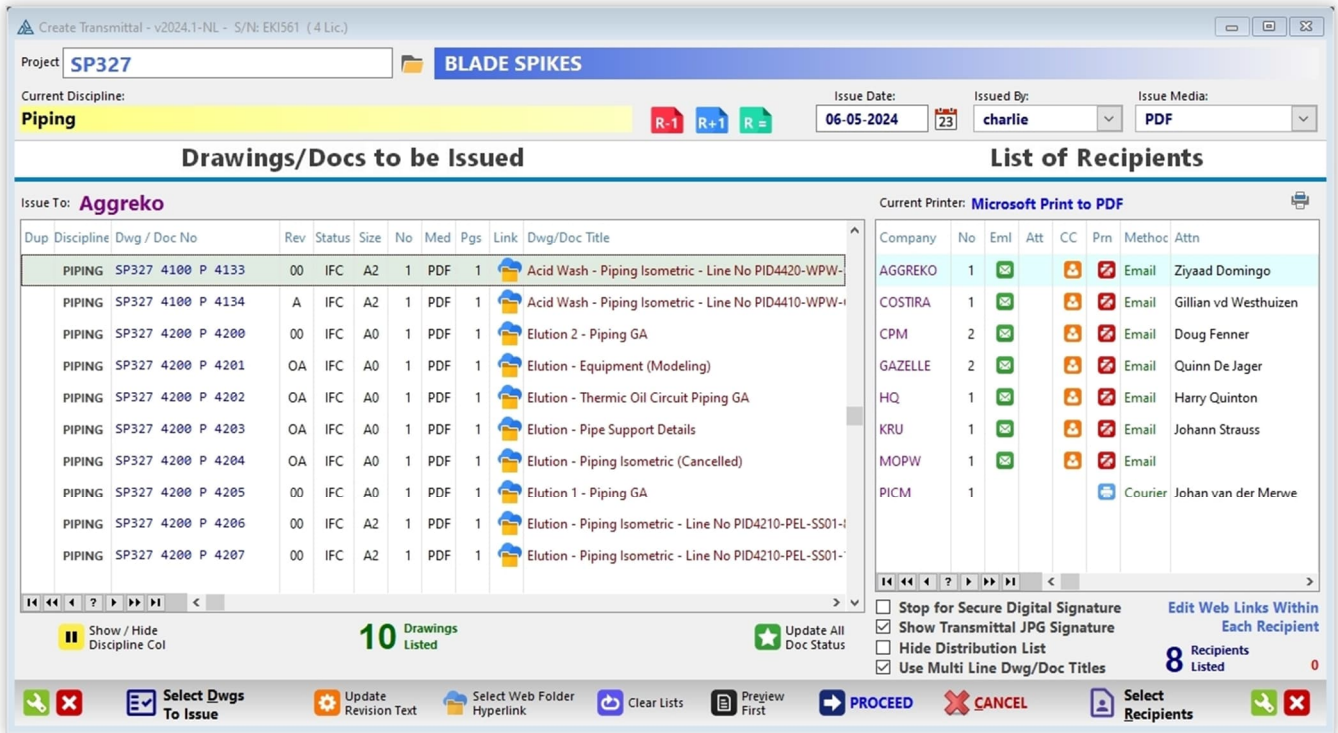 Create Transmittal - v2024.1-NL - S/N: EKI561 ( 4 Lic.)
Project SP327 BLADE SPIKES
Current Discipline: Issue Date: Issued By: Issue Media:
Piping R-1 R+1 R = 06-05-2024 23 charlie PDF
Drawings/Docs to be Issued List of Recipients
Issue To: Aggreko Current Printer: Microsoft Print to PDF
Dup Discipline Dwg / Doc No Rev Status Size No Med Pgs Link Dwg/Doc Title
PIPING SP327 4100 P 4133 00 IFC A2 1 PDF 1 Acid Wash - Piping Isometric - Line No PID4420-WPW-
PIPING SP327 4100 P 4134 A IFC A2 1 PDF 1 Acid Wash - Piping Isometric - Line No PID4410-WPW-
PIPING SP327 4200 P 4200 00 IFC A0 1 PDF 1 Elution 2 - Piping GA
PIPING SP327 4200 P 4201 OA IFC A0 1 PDF 1 Elution - Equipment (Modeling)
PIPING SP327 4200 P 4202 OA IFC A0 1 PDF 1 Elution - Thermic Oil Circuit Piping GA
PIPING SP327 4200 P 4203 OA IFC A0 1 PDF 1 Elution - Pipe Support Details
PIPING SP327 4200 P 4204 OA IFC A0 1 PDF 1 Elution - Piping Isometric (Cancelled)
PIPING SP327 4200 P 4205 00 IFC A0 1 PDF 1 Elution 1 - Piping GA
PIPING SP327 4200 P 4206 00 IFC A2 1 PDF 1 Elution - Piping Isometric - Line No PID4210-PEL-SS01-
PIPING SP327 4200 P 4207 00 IFC A2 1 PDF 1 Elution - Piping Isometric - Line No PID4210-PEL-SS01-
Company No Eml Att CC Prn Method Attn
AGGREKO 1 Email Ziyaad Domingo
COSTIRA 1 Email Gillian vd Westhuizen
CPM 2 Email Doug Fenner
GAZELLE 2 Email Quinn De Jager
HQ 1 Email Harry Quinton
KRU 1 Email Johann Strauss
MOPW 1 Email
PICM 1 Courier Johan van der Merwe
?
?
Show / Hide
Discipline Col
10 Drawings
Listed
Update All
Doc Status
Stop for Secure Digital Signature
Show Transmittal JPG Signature
Hide Distribution List
Use Multi Line Dwg/Doc Titles
Edit Web Links Within
Each Recipient
8 Recipients
Listed
0
Select Dwgs
To Issue
Update
Revision Text
Select Web Folder
Hyperlink
Clear Lists
Preview
First
PROCEED
CANCEL
Select
Recipients